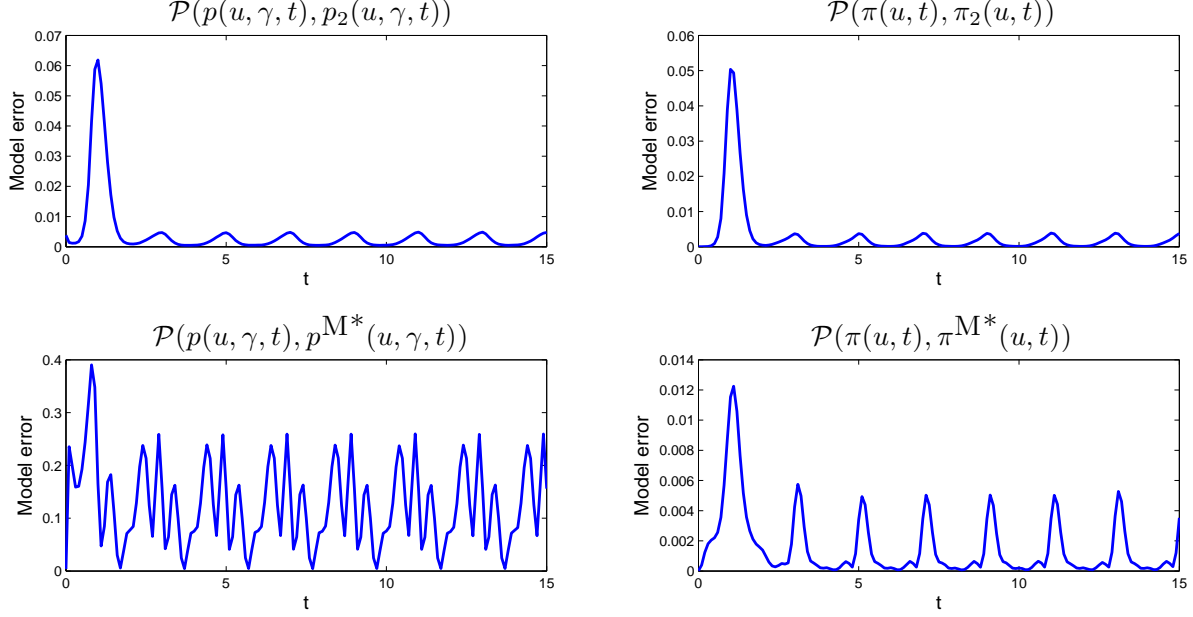 𝒫(p(u, γ, t), p₂(u, γ, t))
0.07
0.06
0.05
0.04
0.03
0.02
0.01
0
Model error
0 5 10 15
t
𝒫(π(u, t), π₂(u, t))
0.06
0.05
0.04
0.03
0.02
0.01
0
Model error
0 5 10 15
t
𝒫(p(u, γ, t), p^M*(u, γ, t))
0.4
0.3
0.2
0.1
0
Model error
0 5 10 15
t
𝒫(π(u, t), π^M*(u, t))
0.014
0.012
0.01
0.008
0.006
0.004
0.002
0
Model error
0 5 10 15
t